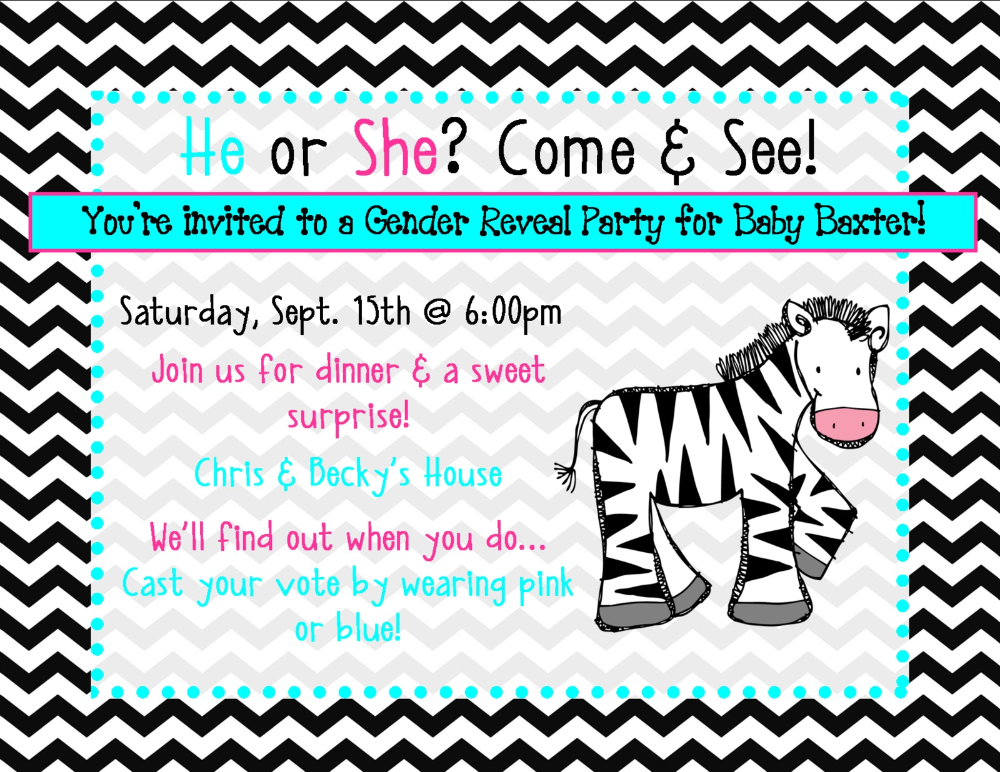 He or She? Come & See!
You're invited to a Gender Reveal Party for Baby Baxter!
Saturday, Sept. 15th @ 6:00pm
Join us for dinner & a sweet
surprise!
Chris & Becky's House
We'll find out when you do...
Cast your vote by wearing pink
or blue!